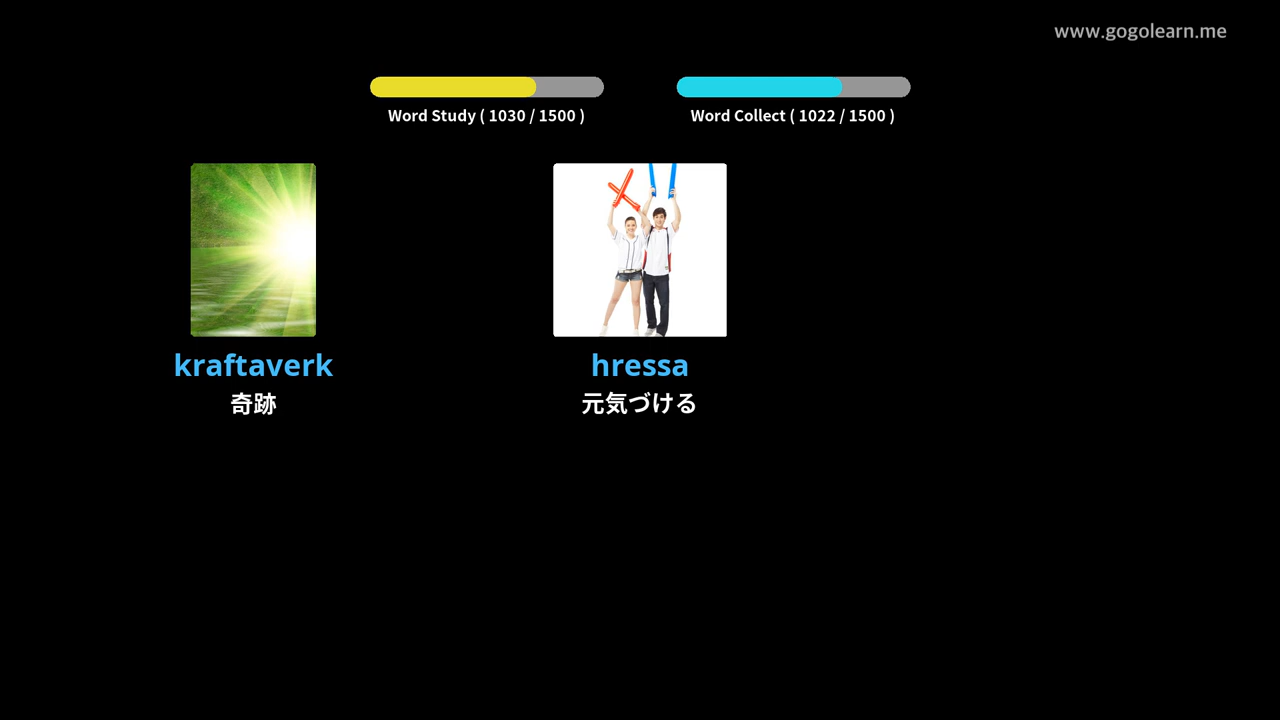 www.gogolearn.me
Word Study ( 1030 / 1500 )
Word Collect ( 1022 / 1500 )
kraftaverk
奇跡
hressa
元気づける